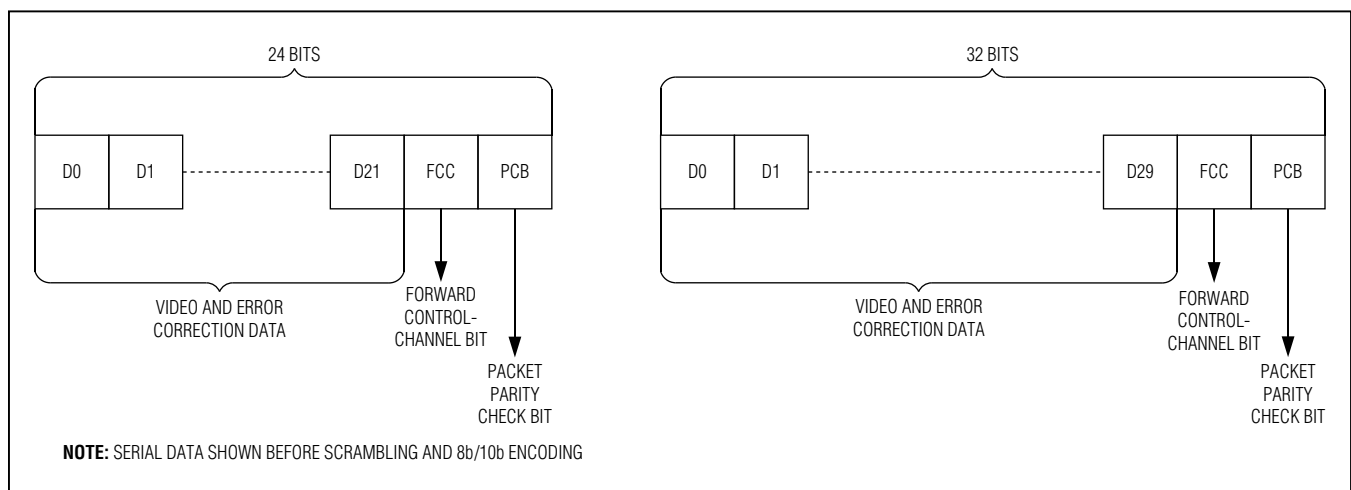 24 BITS
D0 D1 D21 FCC PCB
VIDEO AND ERROR
CORRECTION DATA
FORWARD
CONTROL-
CHANNEL BIT
PACKET
PARITY
CHECK BIT
32 BITS
D0 D1 D29 FCC PCB
VIDEO AND ERROR
CORRECTION DATA
FORWARD
CONTROL-
CHANNEL BIT
PACKET
PARITY
CHECK BIT
NOTE: SERIAL DATA SHOWN BEFORE SCRAMBLING AND 8b/10b ENCODING